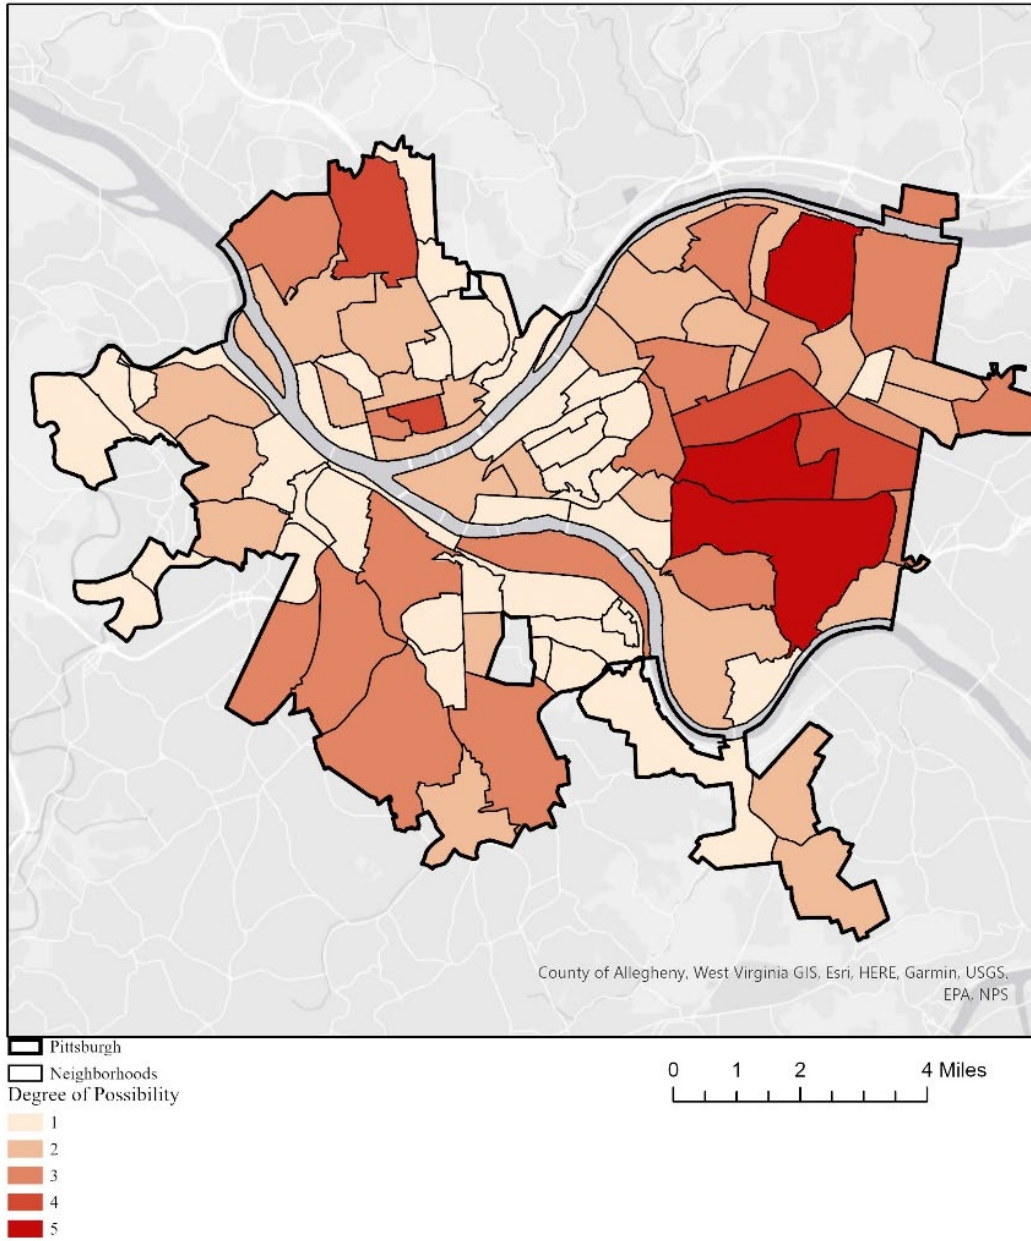 County of Allegheny, West Virginia GIS, Esri, HERE, Garmin, USGS,
EPA, NPS
Pittsburgh
Neighborhoods
Degree of Possibility
1
2
3
4
5
0 1 2 4 Miles